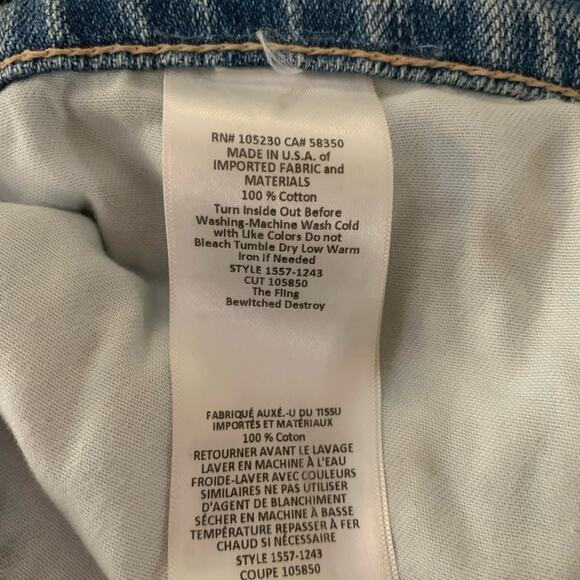 RN# 105230 CA# 58350
MADE IN U.S.A. of
IMPORTED FABRIC and
MATERIALS
100 % Cotton
Turn Inside Out Before
Washing-Machine Wash Cold
with Like Colors Do not
Bleach Tumble Dry Low Warm
Iron if Needed
STYLE 1557-1243
CUT 105850
The Fling
Bewitched Destroy
FABRIQUÉ AUXÉ.-U DU TISSU
IMPORTÉS ET MATÉRIAUX
100 % Coton
RETOURNER AVANT LE LAVAGE
LAVER EN MACHINE À L'EAU
FROIDE-LAVER AVEC COULEURS
SIMILAIRES NE PAS UTILISER
D'AGENT DE BLANCHIMENT
SÉCHER EN MACHINE À BASSE
TEMPÉRATURE REPASSER À FER
CHAUD SI NÉCESSAIRE
STYLE 1557-1243
COUPE 105850